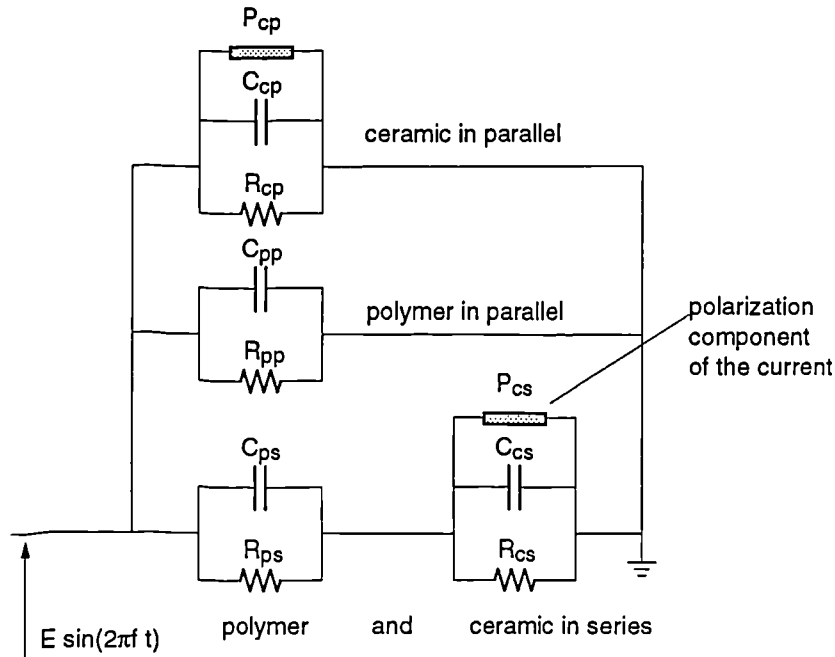 Pcp
Ccp
ceramic in parallel
Rcp
Cpp
polymer in parallel
Rpp
polarization
component
of the current
Pcs
Cps
Ccs
Rps
Rcs
E sin(2πf t)
polymer and ceramic in series